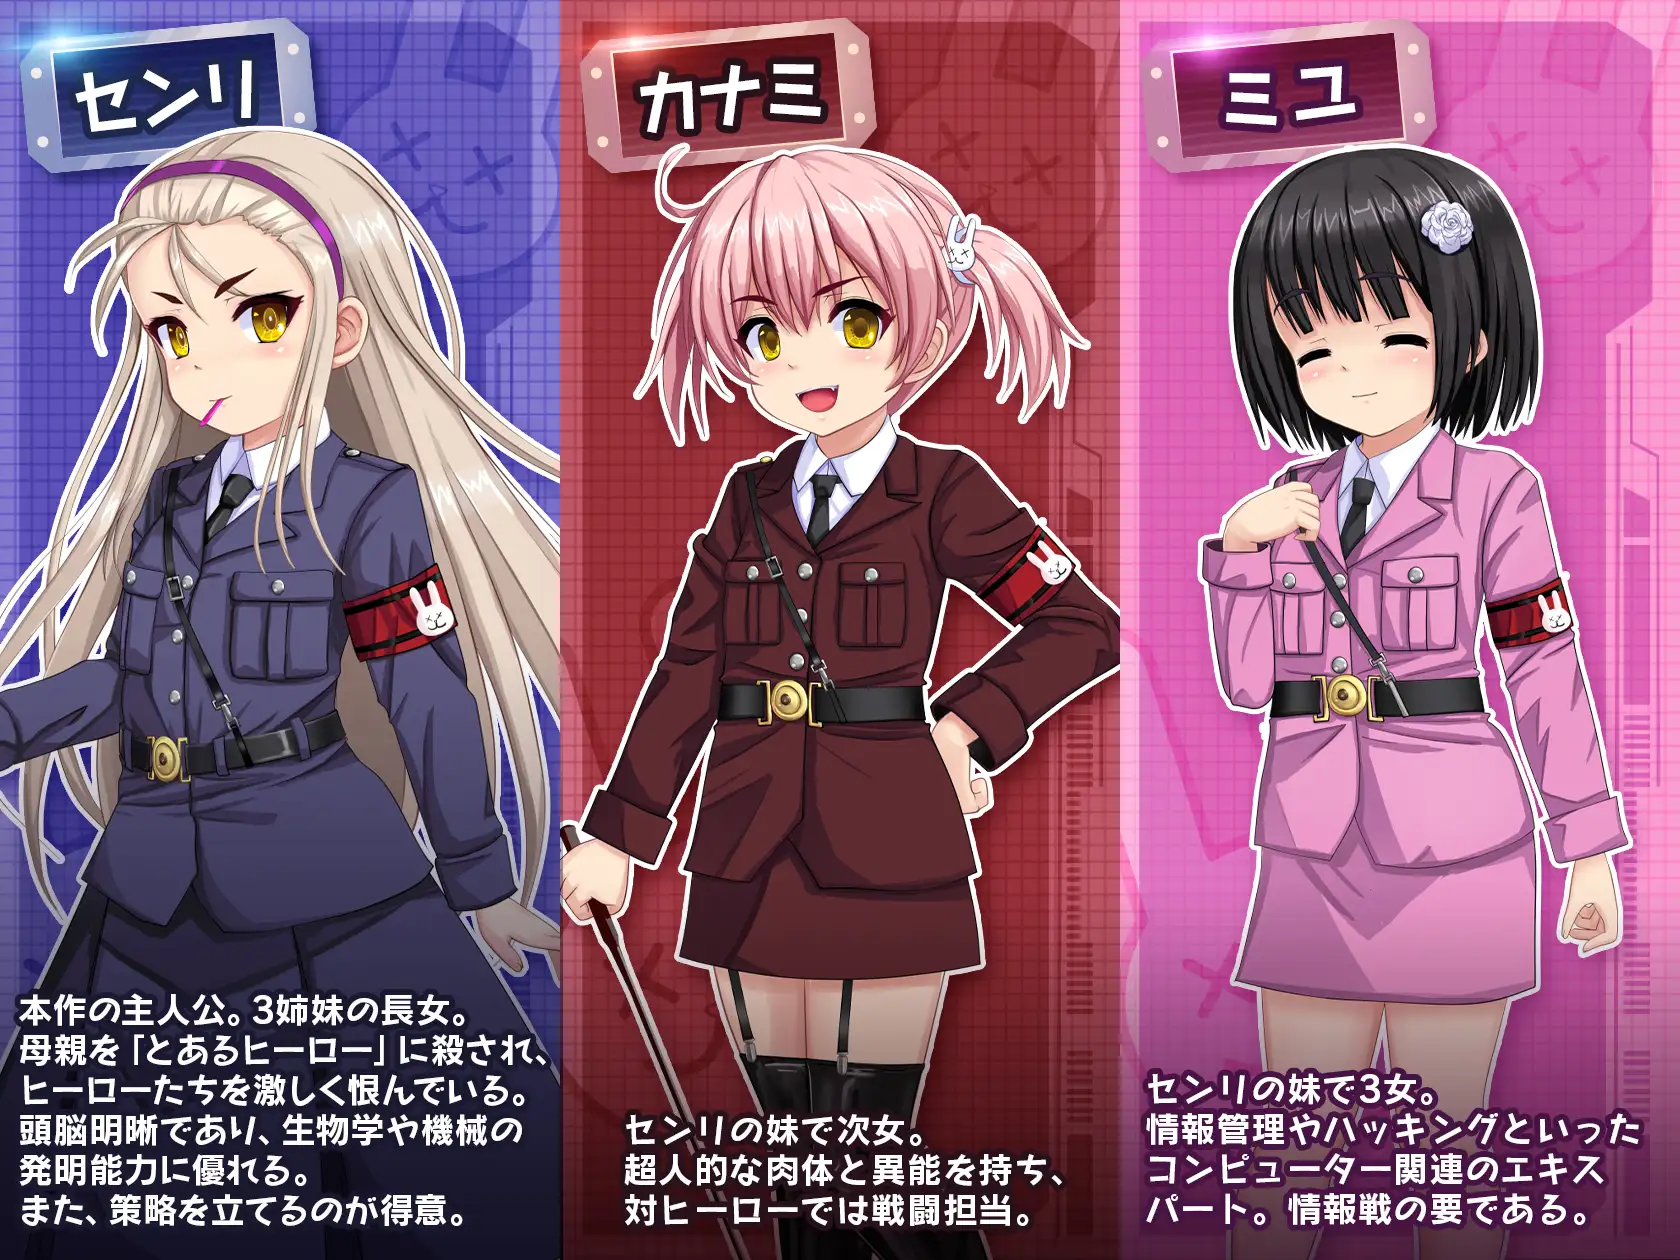 センリ
本作の主人公。3姉妹の長女。
母親を「とあるヒーロー」に殺され、
ヒーローたちを激しく恨んでいる。
頭脳明晰であり、生物学や機械の
発明能力に優れる。
また、策略を立てるのが得意。
カナミ
センリの妹で次女。
超人的な肉体と異能を持ち、
対ヒーローでは戦闘担当。
ミユ
センリの妹で3女。
情報管理やハッキングといった
コンピューター関連のエキス
パート。情報戦の要である。